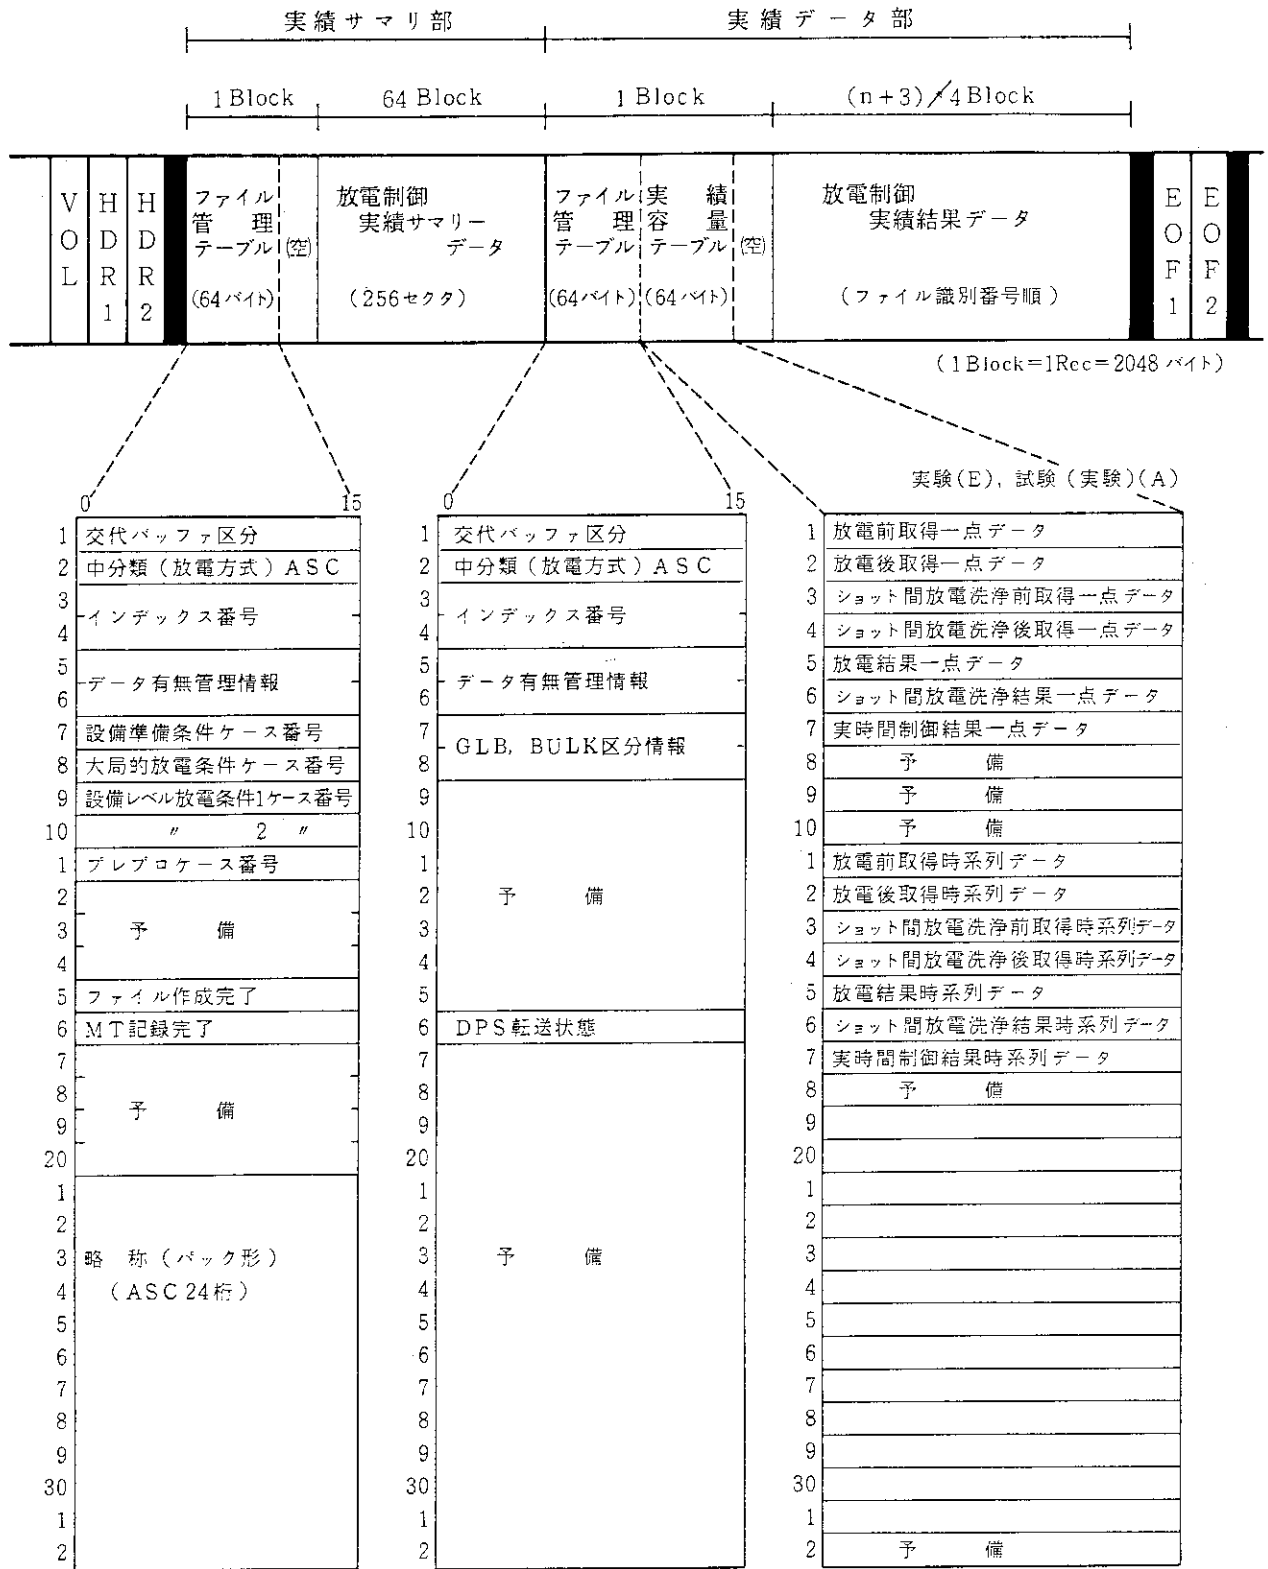 実績サマリ部 実績データ部
1Block 64 Block 1 Block (n+3)/4Block
VOL
HDR1
HDR2
ファイル管理テーブル
(64バイト)
(空)
放電制御
実績サマリー
データ
(256セクタ)
ファイル管理テーブル
(64バイト)
実績容量テーブル
(64バイト)
(空)
放電制御
実績結果データ
(ファイル識別番号順)
EOF1
EOF2
(1Block=1Rec=2048バイト)
0 15
1 交代バッファ区分
2 中分類(放電方式)ASC
3
インデックス番号
4
5
データ有無管理情報
6
7 設備準備条件ケース番号
8 大局的放電条件ケース番号
9 設備レベル放電条件1ケース番号
10 〃 2 〃
1 プレプロケース番号
2
3 予備
4
5 ファイル作成完了
6 MT記録完了
7
8
予備
9
20
1
2
3 略称(パック形)
4 (ASC24桁)
5
6
7
8
9
30
1
2
0 15
1 交代バッファ区分
2 中分類(放電方式)ASC
3
インデックス番号
4
5
データ有無管理情報
6
7
GLB, BULK区分情報
8
9
10
1
2 予備
3
4
5
6 DPS転送状態
7
8
9
20
1
2
3 予備
4
5
6
7
8
9
30
1
2
実験(E), 試験(実験)(A)
1 放電前取得一点データ
2 放電後取得一点データ
3 ショット間放電洗浄前取得一点データ
4 ショット間放電洗浄後取得一点データ
5 放電結果一点データ
6 ショット間放電洗浄結果一点データ
7 実時間制御結果一点データ
8 予備
9 予備
10 予備
1 放電前取得時系列データ
2 放電後取得時系列データ
3 ショット間放電洗浄前取得時系列データ
4 ショット間放電洗浄後取得時系列データ
5 放電結果時系列データ
6 ショット間放電洗浄結果時系列データ
7 実時間制御結果時系列データ
8 予備
9
20
1
2
3
4
5
6
7
8
9
30
1
2 予備